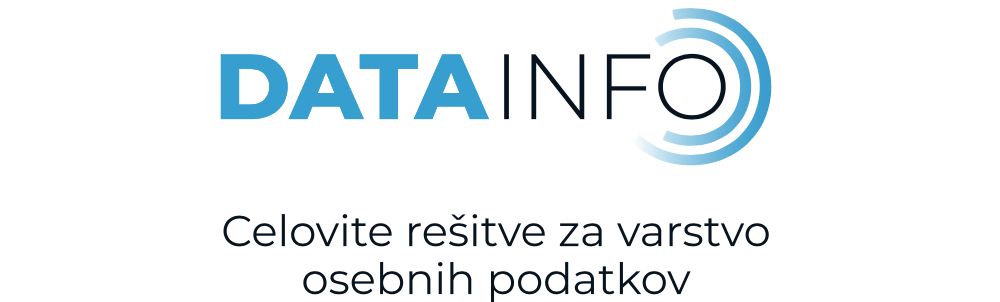 DATAINFO
Celovite rešitve za varstvo
osebnih podatkov